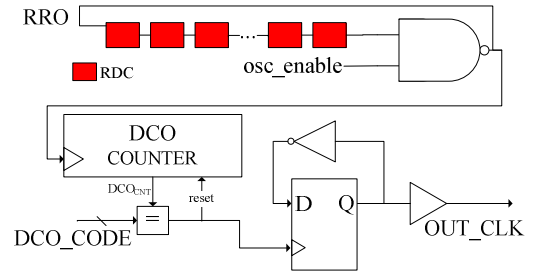 RRO
...
osc_enable
RDC
DCO
COUNTER
DCO_CNT
reset
=
DCO_CODE
D Q
OUT_CLK